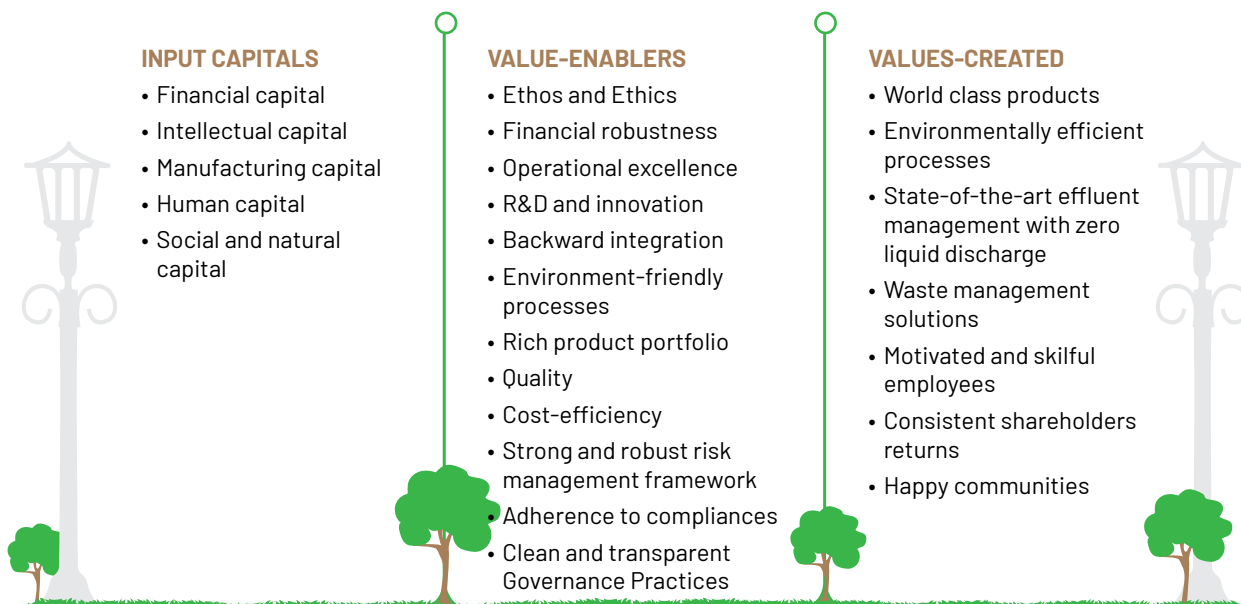 INPUT CAPITALS
• Financial capital
• Intellectual capital
• Manufacturing capital
• Human capital
• Social and natural
capital
VALUE-ENABLERS
• Ethos and Ethics
• Financial robustness
• Operational excellence
• R&D and innovation
• Backward integration
• Environment-friendly
processes
• Rich product portfolio
• Quality
• Cost-efficiency
• Strong and robust risk
management framework
• Adherence to compliances
• Clean and transparent
Governance Practices
VALUES-CREATED
• World class products
• Environmentally efficient
processes
• State-of-the-art effluent
management with zero
liquid discharge
• Waste management
solutions
• Motivated and skilful
employees
• Consistent shareholders
returns
• Happy communities